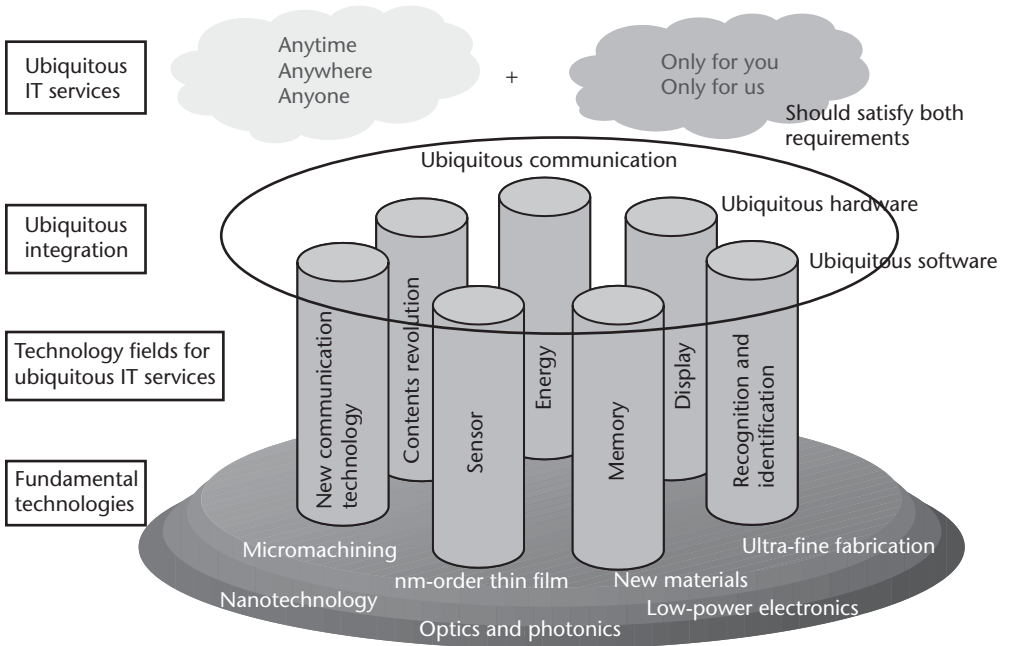 Ubiquitous
IT services
Anytime
Anywhere
Anyone
+
Only for you
Only for us
Should satisfy both
requirements
Ubiquitous communication
Ubiquitous
integration
Ubiquitous hardware
Ubiquitous software
Technology fields for
ubiquitous IT services
New communication
technology
Contents revolution
Sensor
Energy
Memory
Display
Recognition and
identification
Fundamental
technologies
Micromachining
Ultra-fine fabrication
nm-order thin film
New materials
Nanotechnology
Low-power electronics
Optics and photonics